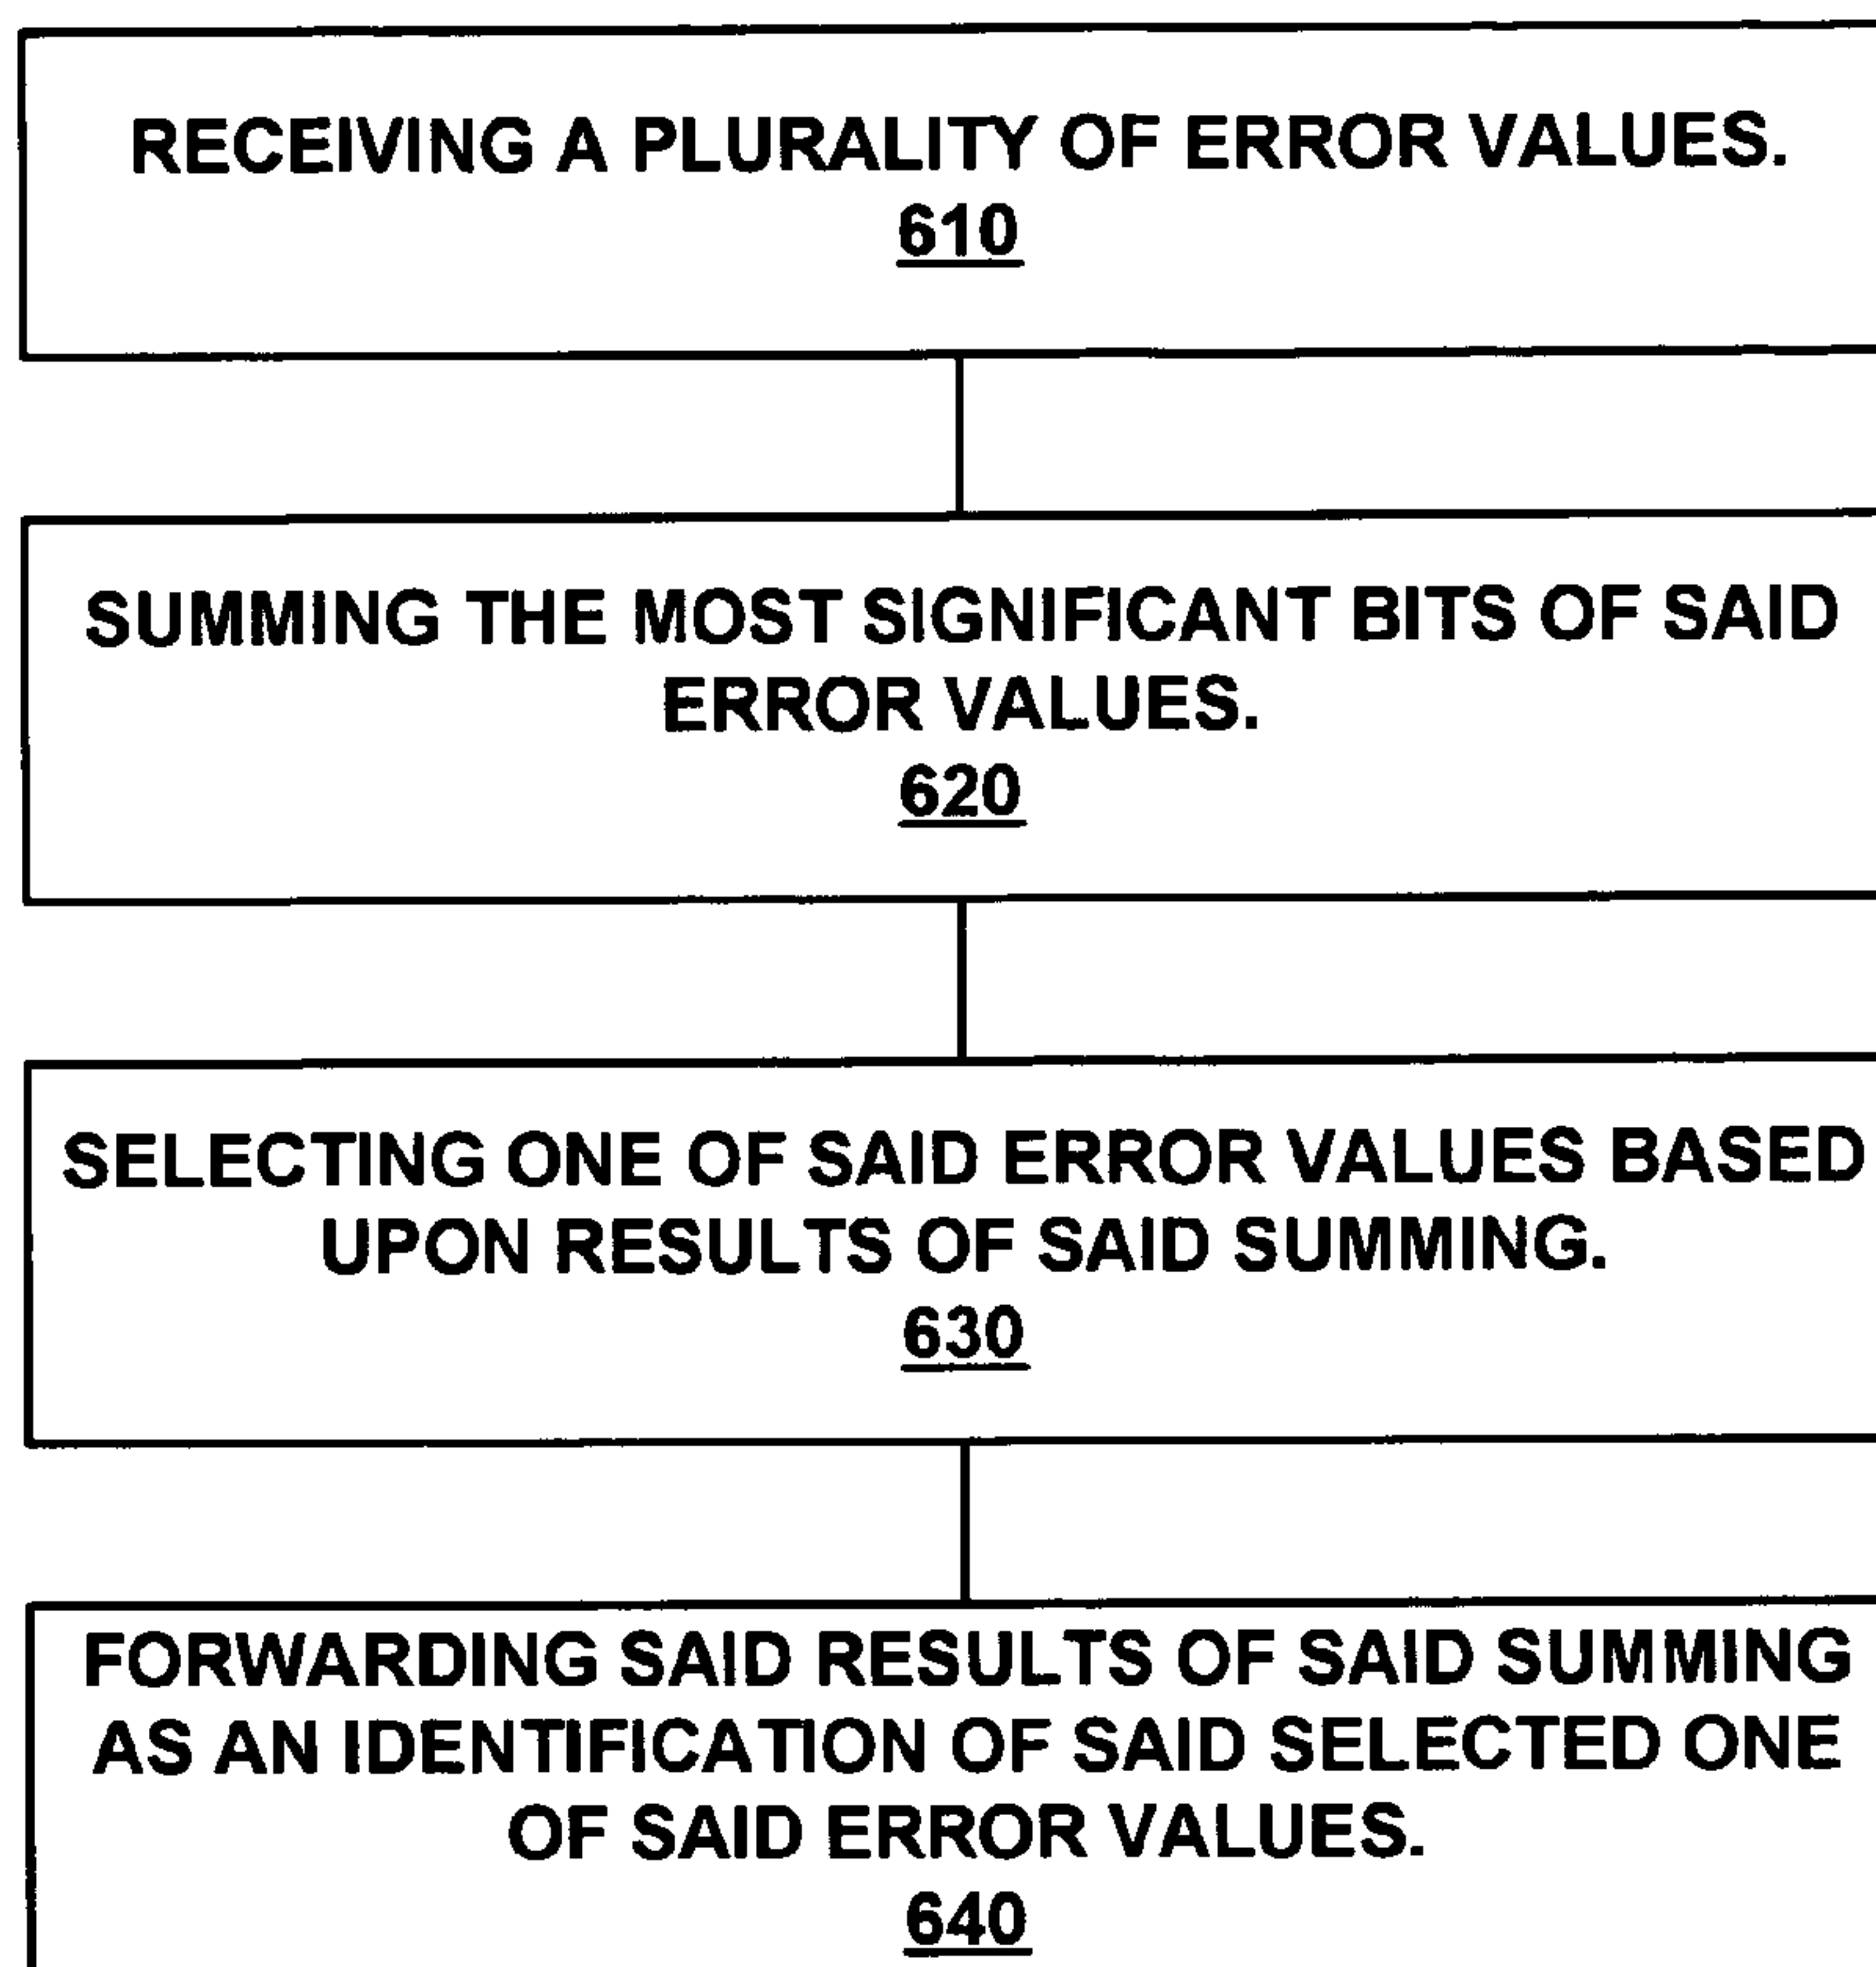 RECEIVING A PLURALITY OF ERROR VALUES.
610
SUMMING THE MOST SIGNIFICANT BITS OF SAID
ERROR VALUES.
620
SELECTING ONE OF SAID ERROR VALUES BASED
UPON RESULTS OF SAID SUMMING.
630
FORWARDING SAID RESULTS OF SAID SUMMING
AS AN IDENTIFICATION OF SAID SELECTED ONE
OF SAID ERROR VALUES.
640